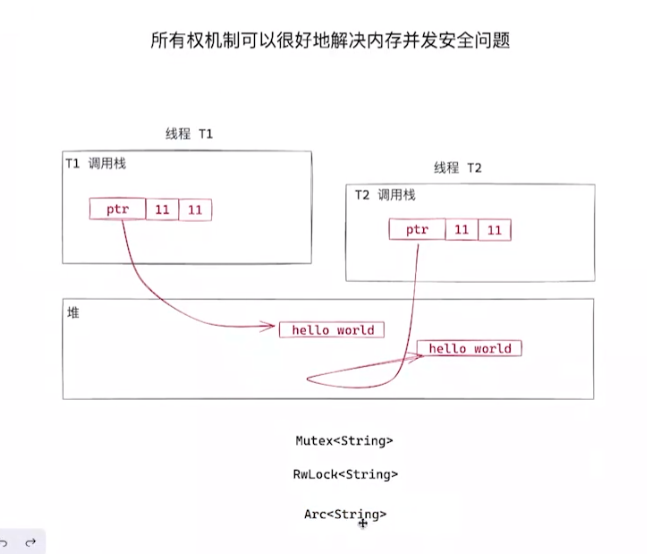 所有权机制可以很好地解决内存并发安全问题
线程 T1
T1 调用栈
ptr 11 11
线程 T2
T2 调用栈
ptr 11 11
堆
hello world
hello world
Mutex<String>
RwLock<String>
Arc<String>